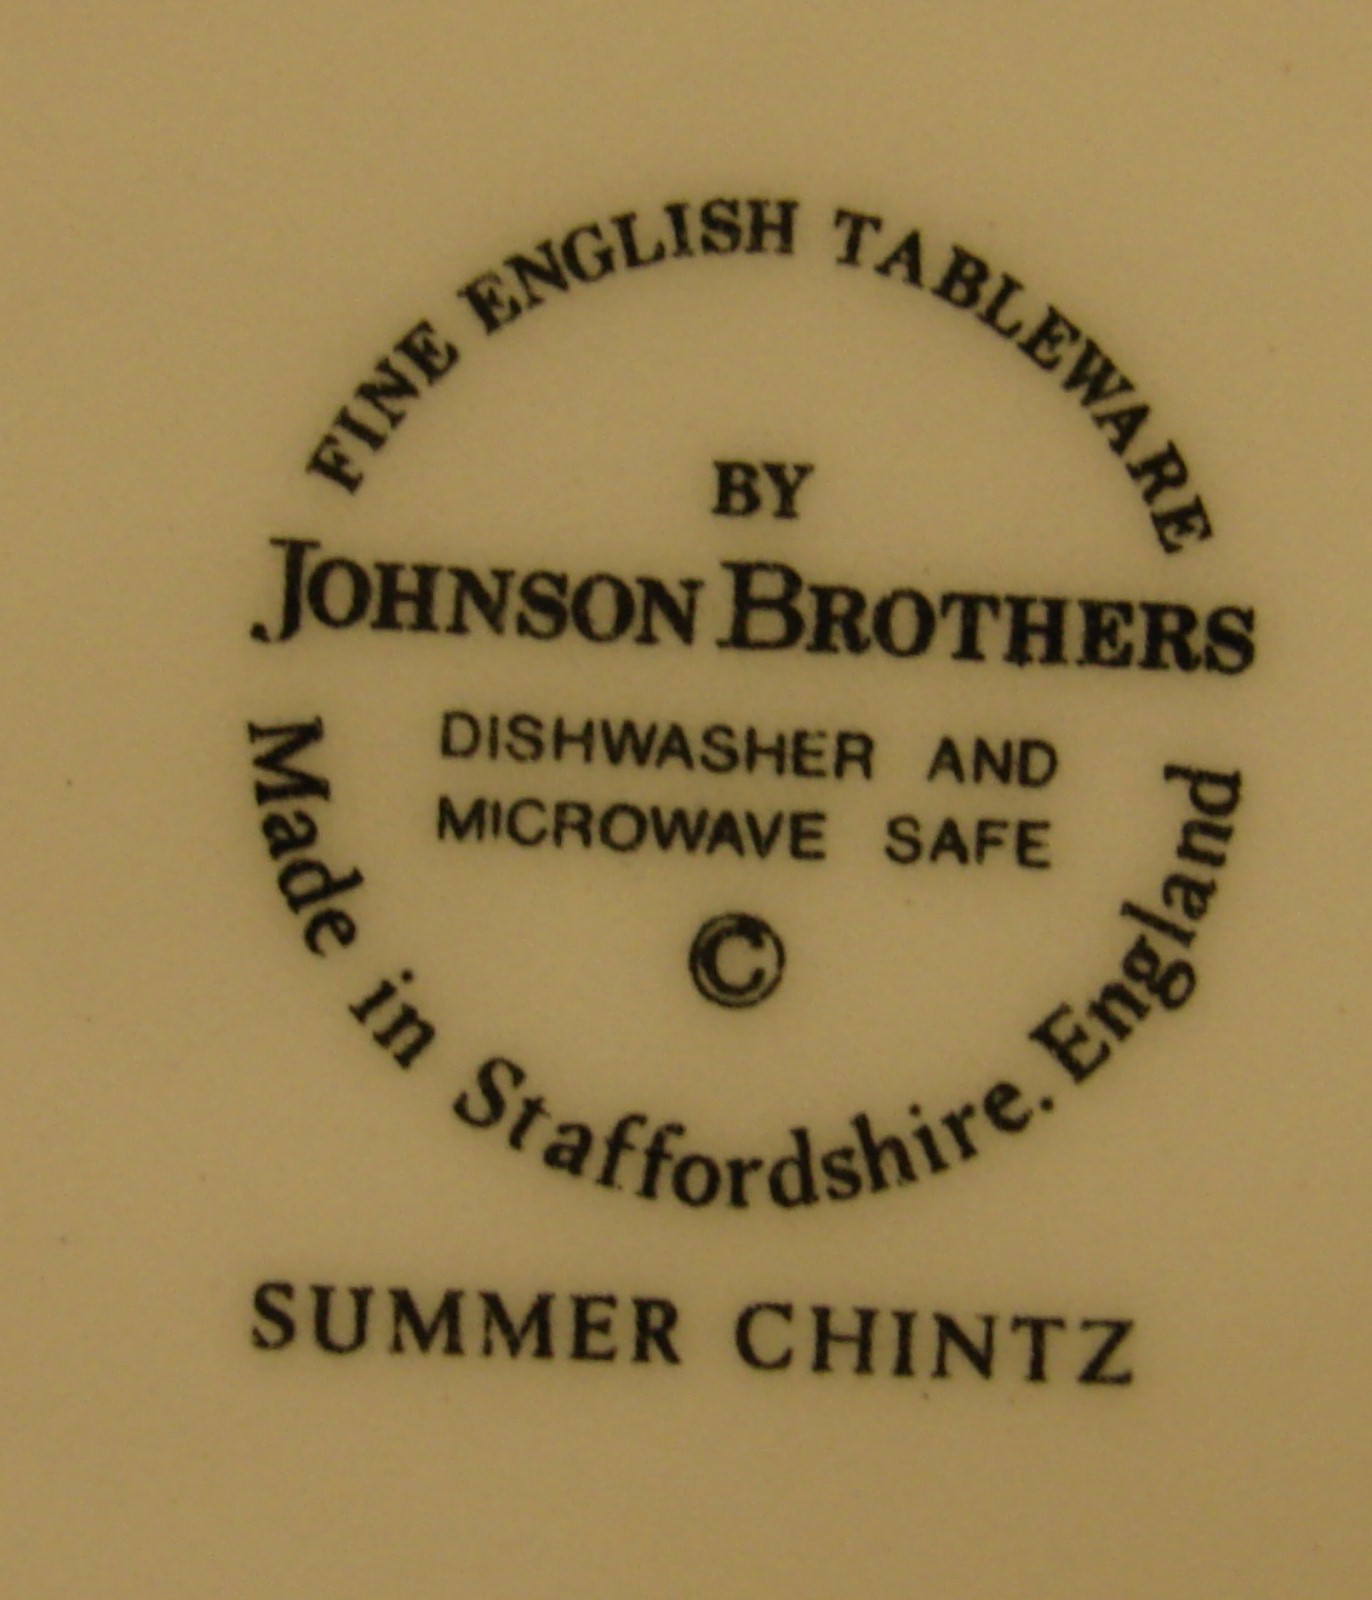 FINE ENGLISH TABLEWARE
BY
JOHNSON BROTHERS
DISHWASHER AND
MICROWAVE SAFE
©
Made in Staffordshire. England
SUMMER CHINTZ